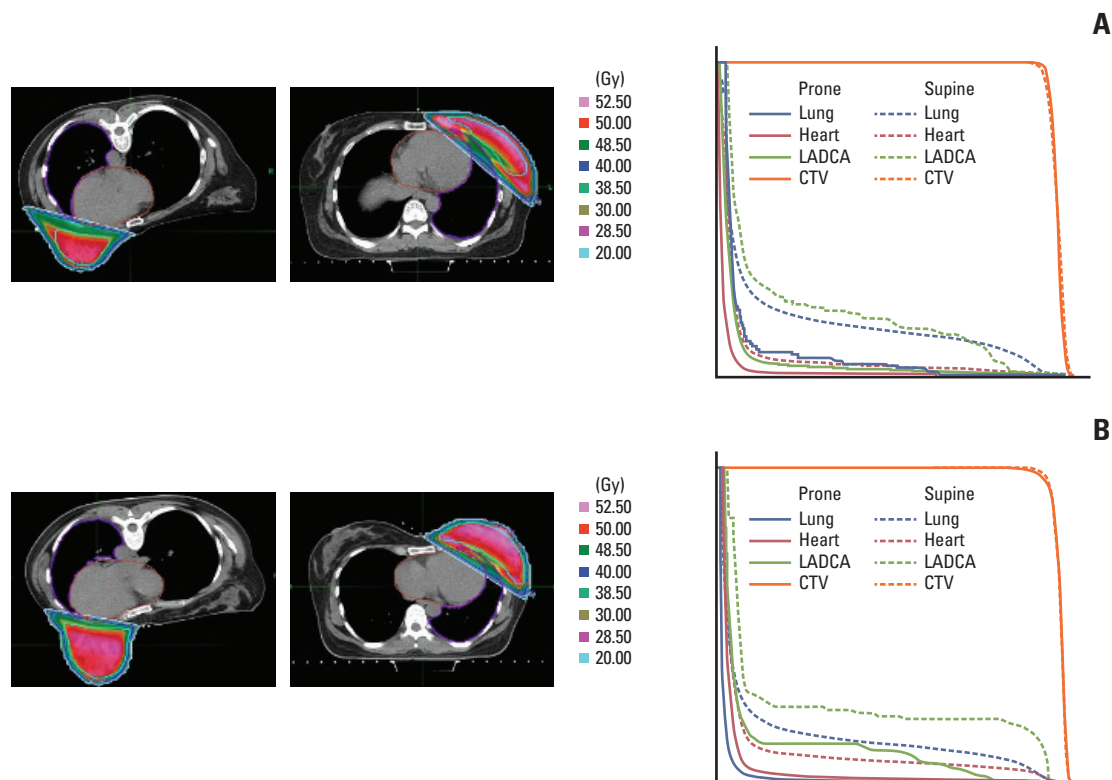 A
(Gy)
52.50
50.00
48.50
40.00
38.50
30.00
28.50
20.00
Prone Supine
Lung Lung
Heart Heart
LADCA LADCA
CTV CTV
B
(Gy)
52.50
50.00
48.50
40.00
38.50
30.00
28.50
20.00
Prone Supine
Lung Lung
Heart Heart
LADCA LADCA
CTV CTV